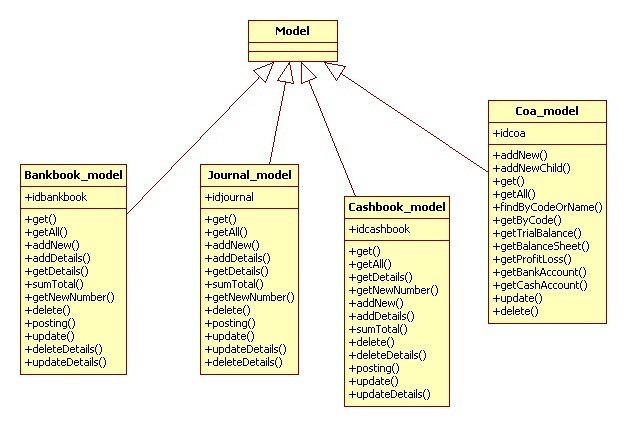 Model
Bankbook_model
+idbankbook
+get()
+getAll()
+addNew()
+addDetails()
+getDetails()
+sumTotal()
+getNewNumber()
+delete()
+posting()
+update()
+deleteDetails()
+updateDetails()
Journal_model
+idjournal
+get()
+getAll()
+addNew()
+addDetails()
+getDetails()
+sumTotal()
+getNewNumber()
+delete()
+posting()
+update()
+updateDetails()
+deleteDetails()
Cashbook_model
+idcashbook
+get()
+getAll()
+getDetails()
+getNewNumber()
+addNew()
+addDetails()
+sumTotal()
+delete()
+deleteDetails()
+posting()
+update()
+updateDetails()
Coa_model
+idcoa
+addNew()
+addNewChild()
+get()
+getAll()
+findByCodeOrName()
+getByCode()
+getTrialBalance()
+getBalanceSheet()
+getProfitLoss()
+getBankAccount()
+getCashAccount()
+update()
+delete()